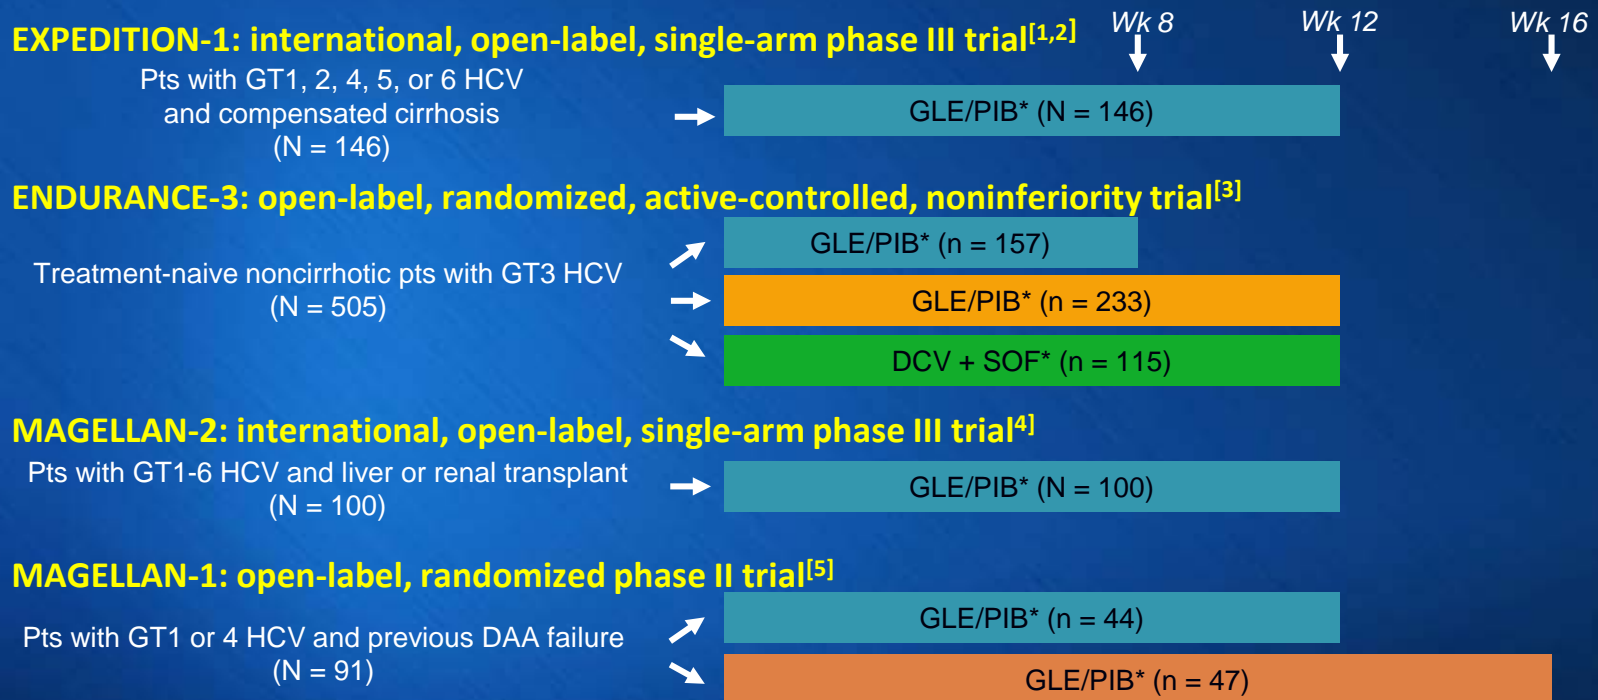 Wk 8 Wk 12 Wk 16
EXPEDITION-1: international, open-label, single-arm phase III trial[1,2]
Pts with GT1, 2, 4, 5, or 6 HCV
and compensated cirrhosis
(N = 146)
GLE/PIB* (N = 146)
ENDURANCE-3: open-label, randomized, active-controlled, noninferiority trial[3]
Treatment-naive noncirrhotic pts with GT3 HCV
(N = 505)
GLE/PIB* (n = 157)
GLE/PIB* (n = 233)
DCV + SOF* (n = 115)
MAGELLAN-2: international, open-label, single-arm phase III trial4]
Pts with GT1-6 HCV and liver or renal transplant
(N = 100)
GLE/PIB* (N = 100)
MAGELLAN-1: open-label, randomized phase II trial[5]
Pts with GT1 or 4 HCV and previous DAA failure
(N = 91)
GLE/PIB* (n = 44)
GLE/PIB* (n = 47)